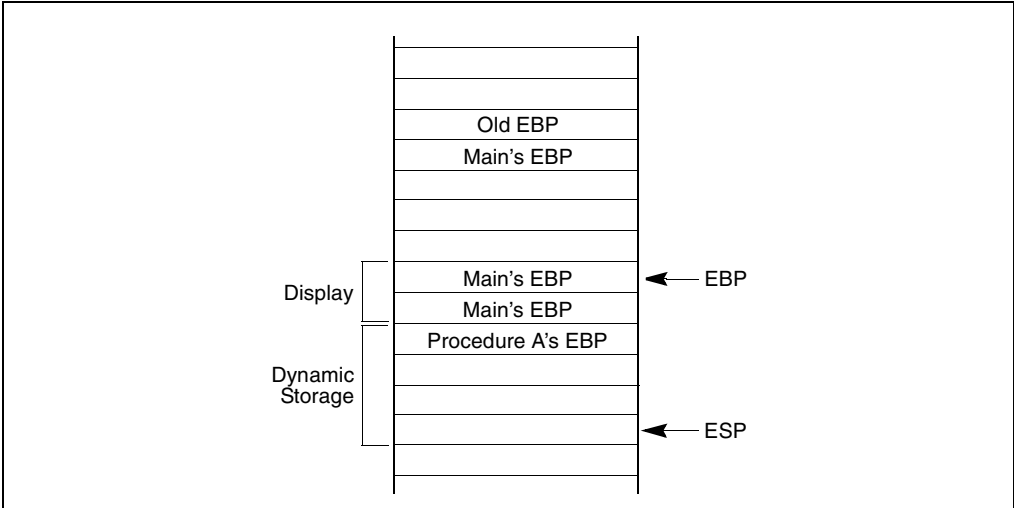 Old EBP
Main's EBP
Main's EBP
EBP
Display
Main's EBP
Procedure A's EBP
Dynamic
Storage
ESP